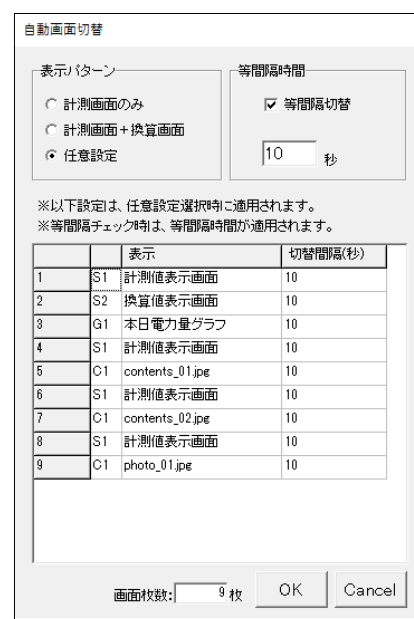 自動画面切替
表示パターン
計測画面のみ
計測画面+換算画面
任意設定
等間隔時間
等間隔切替
10 秒
※以下設定は、任意設定選択時に適用されます。
※等間隔チェック時は、等間隔時間が適用されます。
表示 切替間隔(秒)
1 S1 計測値表示画面 10
2 S2 換算値表示画面 10
3 G1 本日電力量グラフ 10
4 S1 計測値表示画面 10
5 C1 contents_01.jpg 10
6 S1 計測値表示画面 10
7 C1 contents_02.jpg 10
8 S1 計測値表示画面 10
9 C1 photo_01.jpg 10
画面枚数: 9 枚 OK Cancel